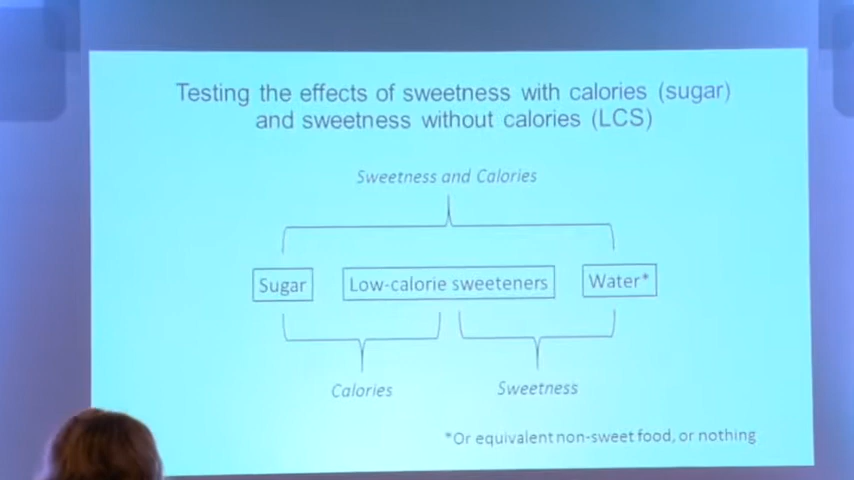 Testing the effects of sweetness with calories (sugar)
and sweetness without calories (LCS)
Sweetness and Calories
Sugar
Low-calorie sweeteners
Water*
Calories
Sweetness
*Or equivalent non-sweet food, or nothing